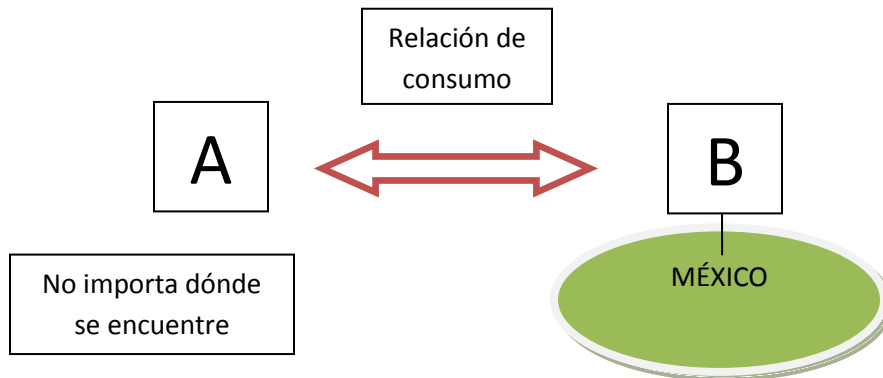 Relación de
consumo
A
B
No importa dónde
se encuentre
MÉXICO